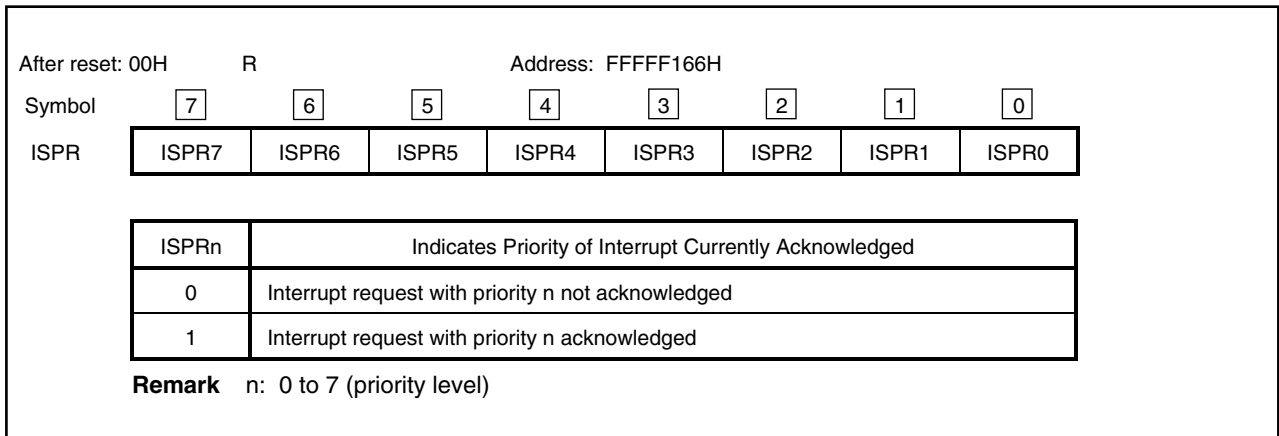 After reset: 00H R Address: FFFFF166H
Symbol 7 6 5 4 3 2 1 0
ISPR ISPR7 ISPR6 ISPR5 ISPR4 ISPR3 ISPR2 ISPR1 ISPR0
ISPRn Indicates Priority of Interrupt Currently Acknowledged
0 Interrupt request with priority n not acknowledged
1 Interrupt request with priority n acknowledged
Remark n: 0 to 7 (priority level)